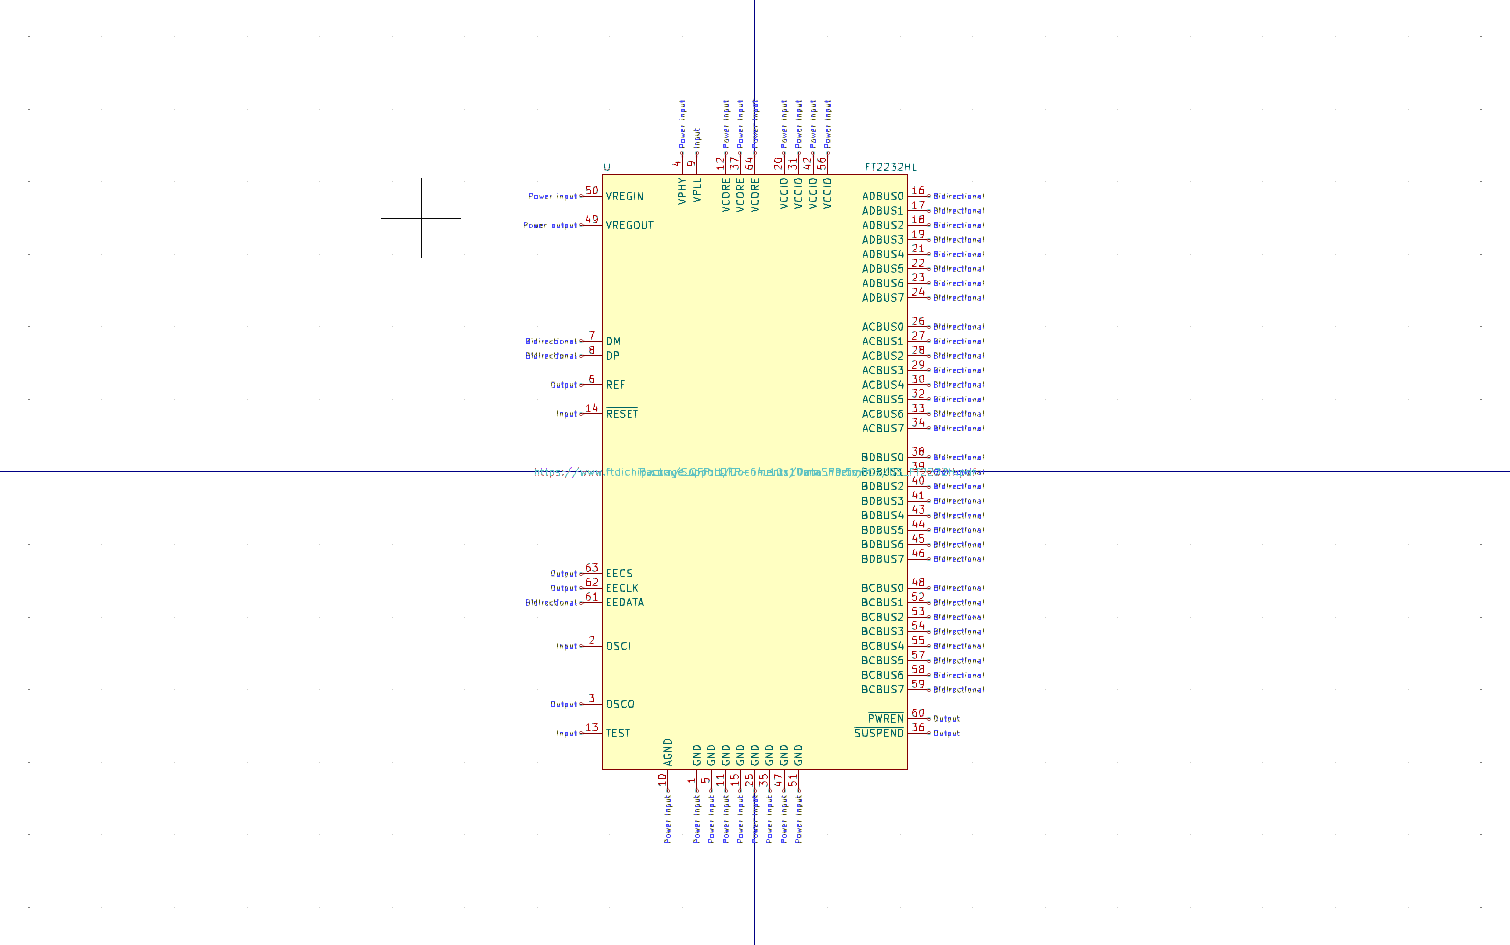 Power input Input Power input Power input Power input Power input Power input Power input Power input
4 9 12 37 64 20 31 42 56
U FT2232HL
VPHY VPLL VCORE VCORE VCORE VCCIO VCCIO VCCIO VCCIO
Power input 50 VREGIN ADBUS0 16 Bidirectional
ADBUS1 17 Bidirectional
Power output 49 VREGOUT ADBUS2 18 Bidirectional
ADBUS3 19 Bidirectional
ADBUS4 21 Bidirectional
ADBUS5 22 Bidirectional
ADBUS6 23 Bidirectional
ADBUS7 24 Bidirectional
ACBUS0 26 Bidirectional
Bidirectional 7 DM ACBUS1 27 Bidirectional
Bidirectional 8 DP ACBUS2 28 Bidirectional
ACBUS3 29 Bidirectional
Output 6 REF ACBUS4 30 Bidirectional
ACBUS5 32 Bidirectional
Input 14 RESET ACBUS6 33 Bidirectional
ACBUS7 34 Bidirectional
BDBUS0 38 Bidirectional
BDBUS1 39
BDBUS2 40 Bidirectional
BDBUS3 41 Bidirectional
BDBUS4 43 Bidirectional
BDBUS5 44 Bidirectional
BDBUS6 45 Bidirectional
BDBUS7 46 Bidirectional
Output 63 EECS
Output 62 EECLK BCBUS0 48 Bidirectional
Bidirectional 61 EEDATA BCBUS1 52 Bidirectional
BCBUS2 53 Bidirectional
BCBUS3 54 Bidirectional
Input 2 OSCI BCBUS4 55 Bidirectional
BCBUS5 57 Bidirectional
BCBUS6 58 Bidirectional
BCBUS7 59 Bidirectional
Output 3 OSCO
PWREN 60 Output
Input 13 TEST SUSPEND 36 Output
AGND GND GND GND GND GND GND GND GND
10 1 5 11 15 25 35 47 51
Power input Power input Power input Power input Power input Power input Power input Power input Power input